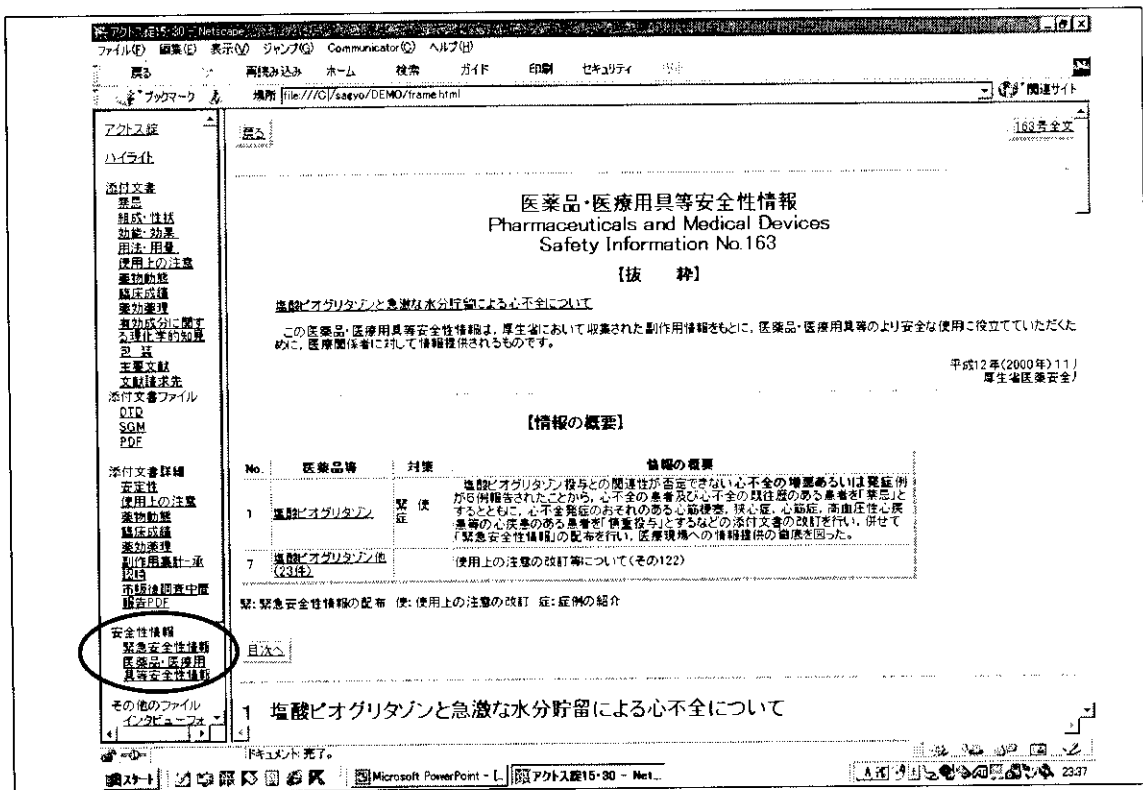 アクトス錠15・30 - Netscape
ファイル(F) 編集(E) 表示(V) ジャンプ(G) Communicator(C) ヘルプ(H)
戻る 再読み込み ホーム 検索 ガイド 印刷 セキュリティ
ブックマーク 場所 file:///C|/sagyo/DEMO/frame.html 関連サイト
アクトス錠
ハイライト
添付文書
禁忌
組成・性状
効能・効果
用法・用量
使用上の注意
薬物動態
臨床成績
薬効薬理
有効成分に関す
る理化学的知見
包 装
主要文献
文献請求先
添付文書ファイル
OTD
SGM
PDF
添付文書詳細
安定性
使用上の注意
薬物動態
臨床成績
薬効薬理
副作用集計-承
認時
市販後調査中間
報告PDF
安全性情報
緊急安全性情報
医薬品・医療用
具等安全性情報
その他のファイル
インタビューフォ
戻る
163号全文
医薬品・医療用具等安全性情報
Pharmaceuticals and Medical Devices
Safety Information No.163
【抜 粋】
塩酸ピオグリタゾンと急激な水分貯留による心不全について
この医薬品・医療用具等安全性情報は，厚生省において収集された副作用情報をもとに，医薬品・医療用具等のより安全な使用に役立てていただくた
めに，医療関係者に対して情報提供されるものです。
平成12年(2000年)11
厚生省医薬安全
【情報の概要】
No. 医薬品等 対策 情報の概要
1 塩酸ピオグリタゾン 緊 使 症
塩酸ピオグリタゾン投与との関連性が否定できない心不全の増悪あるいは発症例
が5例報告されたことから，心不全の患者及び心不全の既往歴のある患者を「禁忌」と
するとともに，心不全発症のおそれのある心筋梗塞，狭心症，心筋症，高血圧性心疾
患等の心疾患のある患者を「慎重投与」とするなどの添付文書の改訂を行い，併せて
「緊急安全性情報」の配布を行い，医療現場への情報提供の徹底を図った。
7 塩酸ピオグリタゾン他 (23件) 使用上の注意の改訂等について(その122)
緊：緊急安全性情報の配布 使：使用上の注意の改訂 症：症例の紹介
目次へ
1 塩酸ピオグリタゾンと急激な水分貯留による心不全について
ドキュメント：完了。
スタート Microsoft PowerPoint - [... アクトス錠15・30 - Net... 23:37